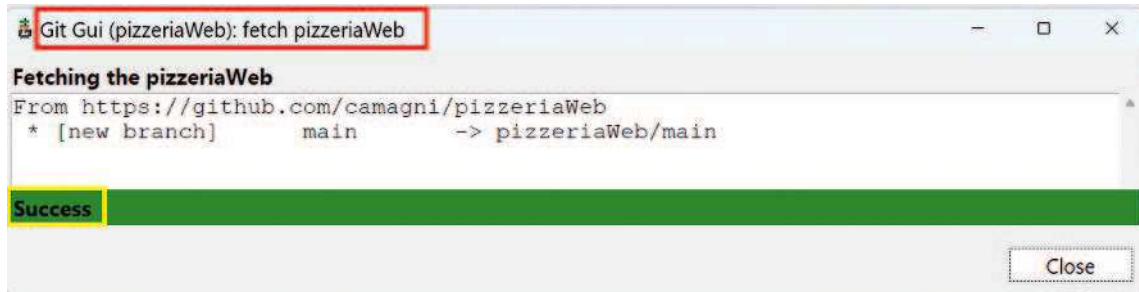 Git Gui (pizzeriaWeb): fetch pizzeriaWeb
Fetching the pizzeriaWeb
From https://github.com/camagni/pizzeriaWeb
* [new branch] main -> pizzeriaWeb/main
Success
Close